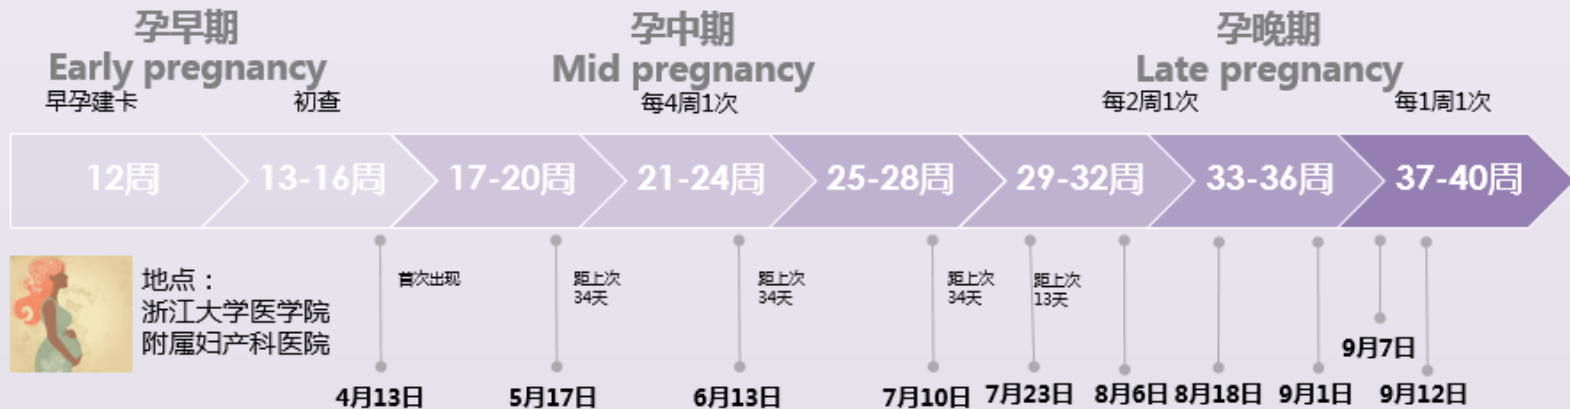 孕早期
Early pregnancy
早孕建卡
初查
孕中期
Mid pregnancy
每4周1次
孕晚期
Late pregnancy
每2周1次
每1周1次
12周
13-16周
17-20周
21-24周
25-28周
29-32周
33-36周
37-40周
地点：
浙江大学医学院
附属妇产科医院
首次出现
距上次
34天
距上次
34天
距上次
34天
距上次
13天
4月13日
5月17日
6月13日
7月10日
7月23日
8月6日
8月18日
9月1日
9月7日
9月12日